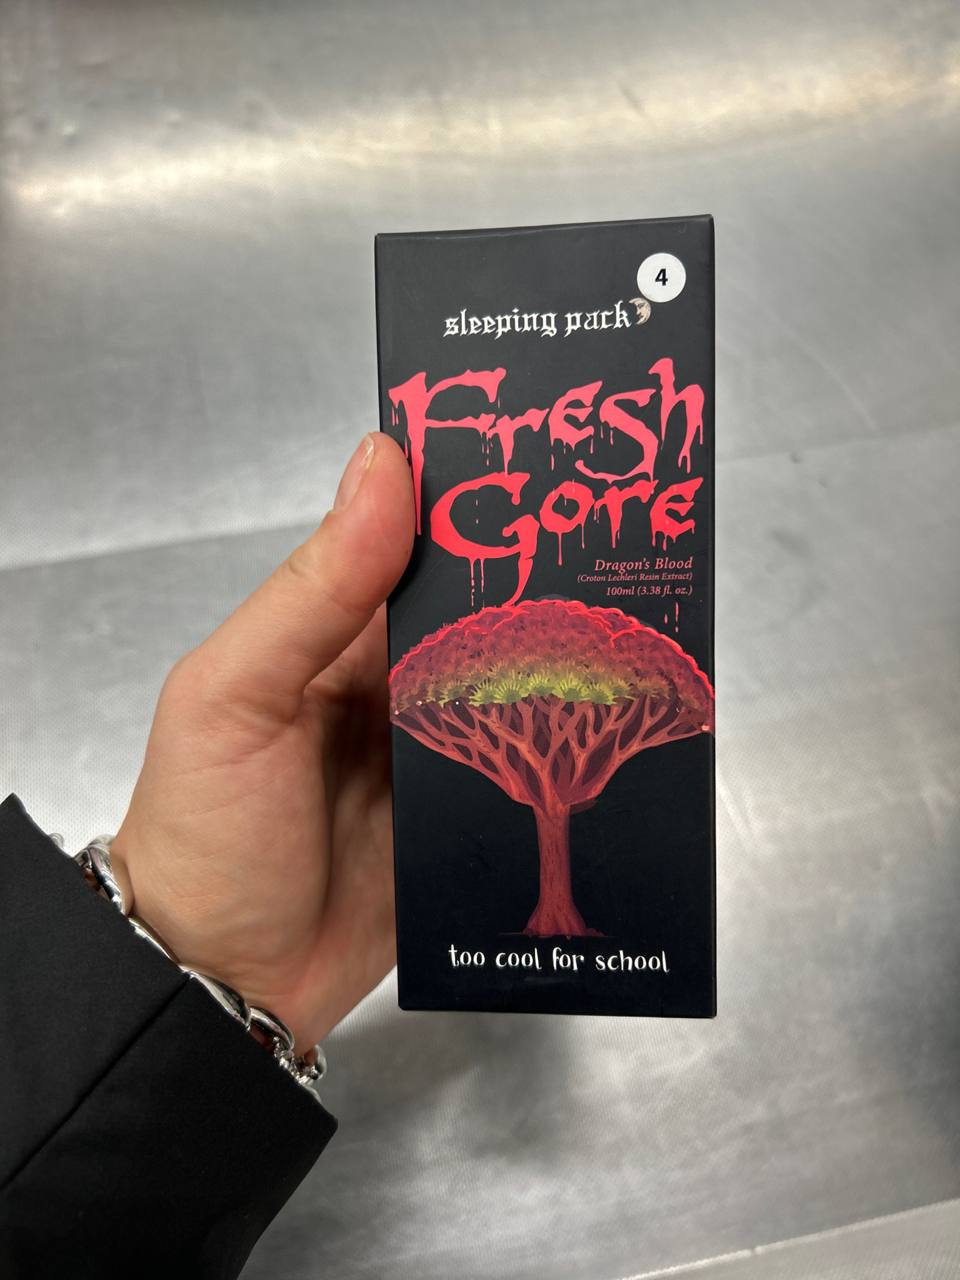 4
sleeping pack
Fresh
Gore
Dragon's Blood
(Croton Lechleri Resin Extract)
100ml (3.38 fl. oz.)
too cool for school